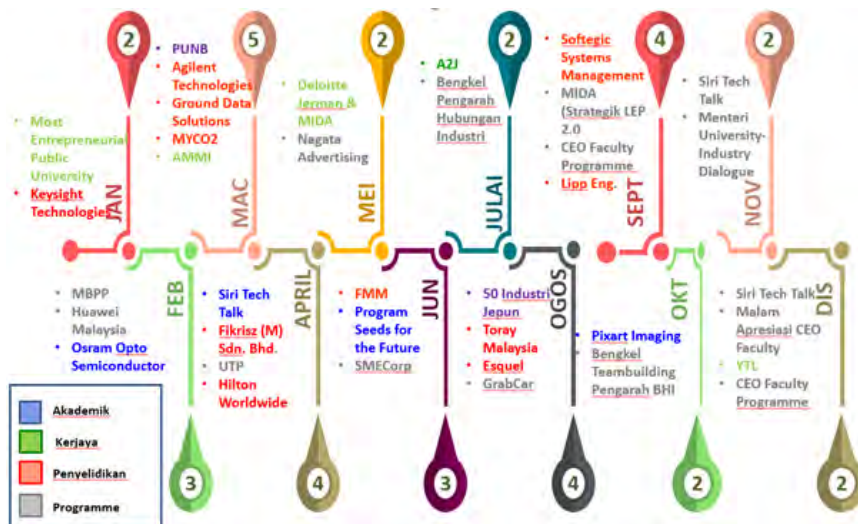 2
• Most Entrepreneurial Public University
• Keysight Technologies
JAN
5
• PUNB
• Agilent Technologies
• Ground Data Solutions
• MYCO2
• AMMI
MAC
2
• Deloitte Jerman & MIDA
• Nagata Advertising
MEI
2
• A2J
• Bengkel Pengarah Hubungan Industri
JULAI
4
• Softegic Systems Management
• MIDA (Strategik LEP 2.0
• CEO Faculty Programme
• Lipp Eng.
SEPT
2
• Siri Tech Talk
• Menteri University-Industry Dialogue
NOV
• MBPP
• Huawei Malaysia
• Osram Opto Semiconductor
FEB
3
• Siri Tech Talk
• Fikrisz (M) Sdn. Bhd.
• UTP
• Hilton Worldwide
APRIL
4
• FMM
• Program Seeds for the Future
• SMECorp
JUN
3
• 50 Industri Jepun
• Toray Malaysia
• Esquel
• GrabCar
OGOS
4
• Pixart Imaging
• Bengkel Teambuilding Pengarah BHI
OKT
2
• Siri Tech Talk
• Malam Apresiasi CEO Faculty
• YTL
• CEO Faculty Programme
DIS
2
Akademik
Kerjaya
Penyelidikan
Programme